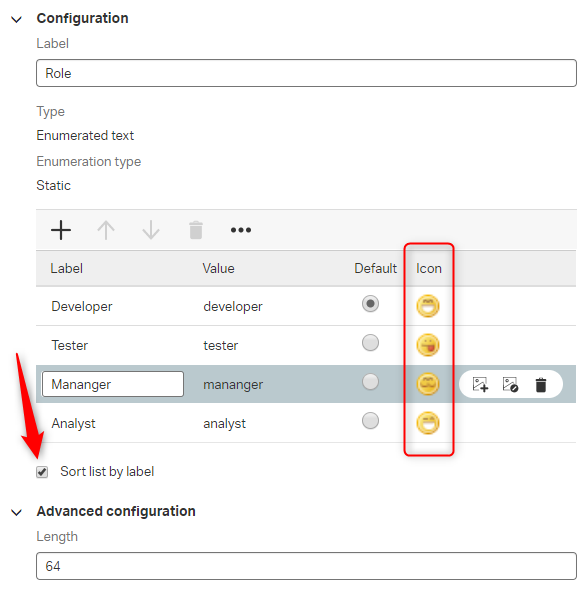 Configuration
Label
Role
Type
Enumerated text
Enumeration type
Static
Label Value Default Icon
Developer developer
Tester tester
Mananger mananger
Analyst analyst
Sort list by label
Advanced configuration
Length
64